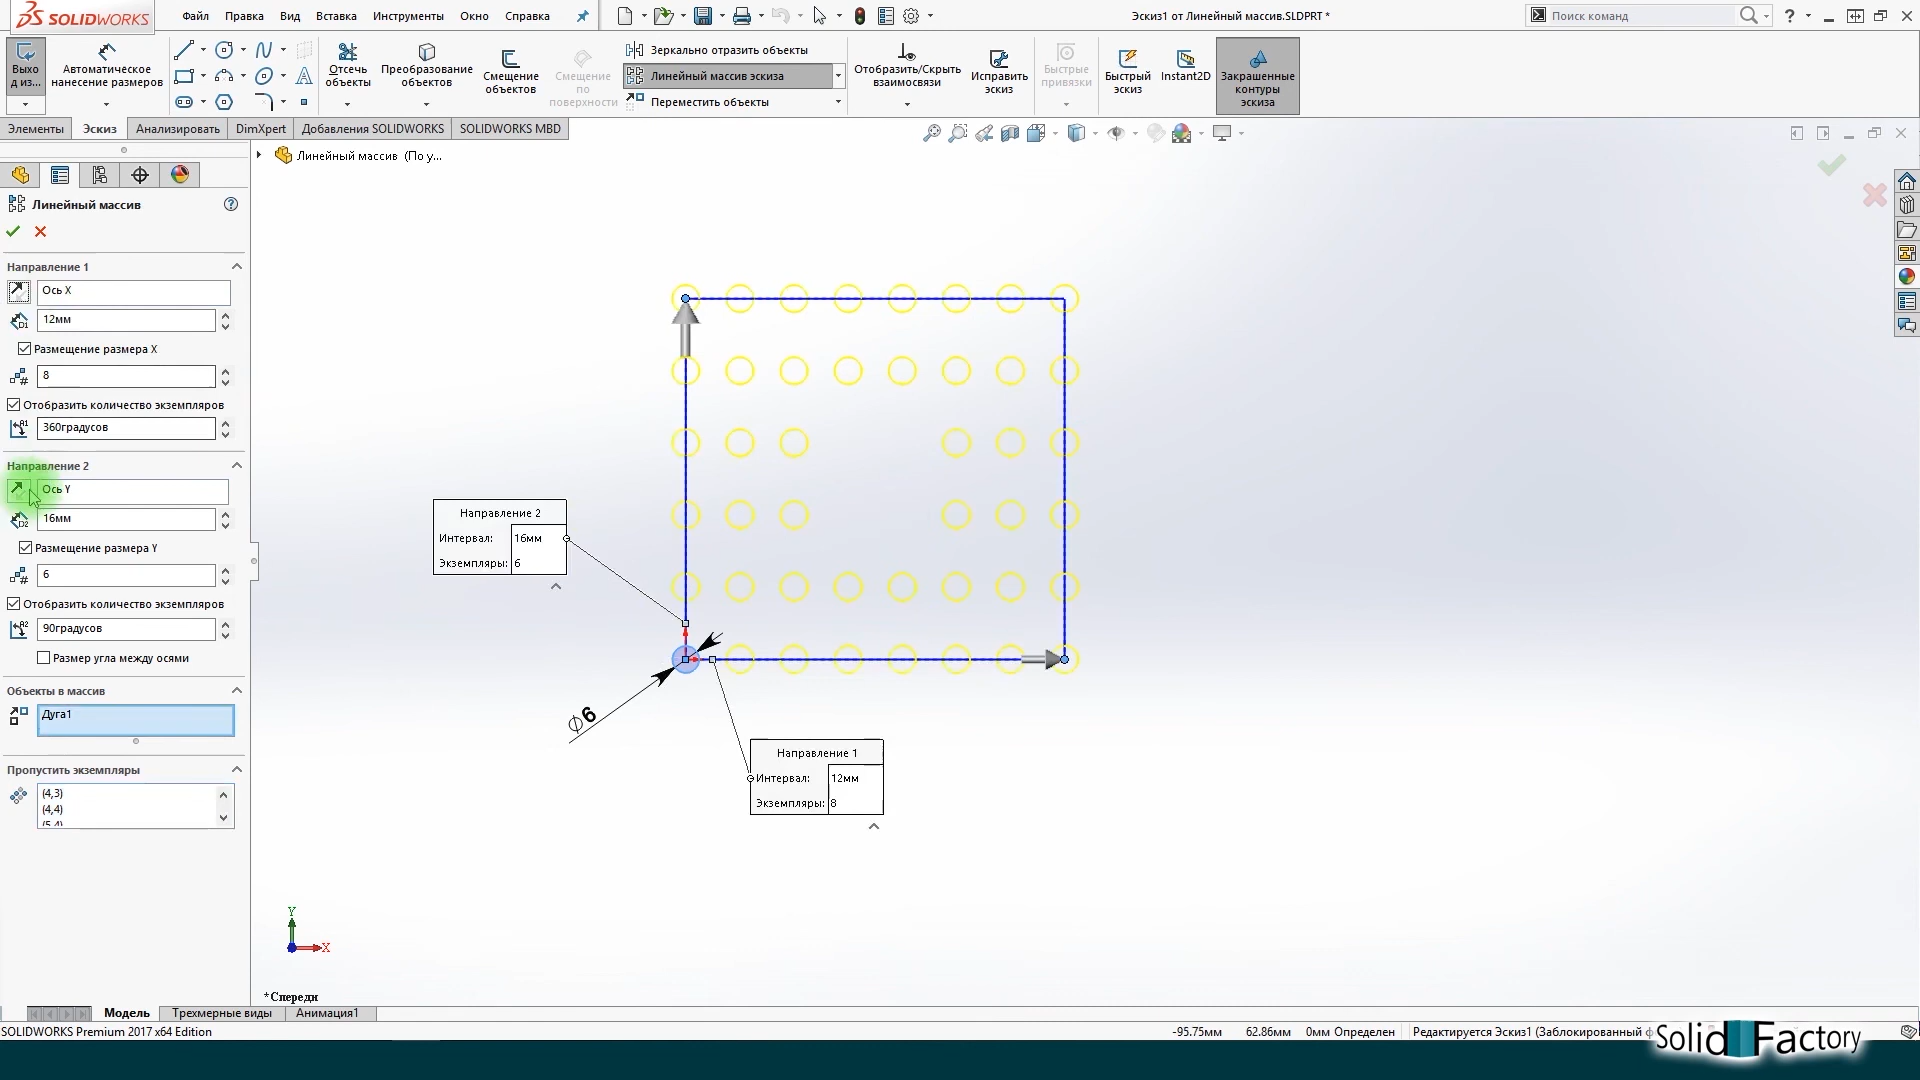 SOLIDWORKS
Файл Правка Вид Вставка Инструменты Окно Справка
Эскиз1 от Линейный массив.SLDPRT *
Поиск команд
Выхо
д из...
Автоматическое
нанесение размеров
Отсечь
объекты
Преобразование
объектов
Смещение
объектов
Смещение
по
поверхности
Зеркально отразить объекты
Линейный массив эскиза
Переместить объекты
Отобразить/Скрыть
взаимосвязи
Исправить
эскиз
Быстрые
привязки
Быстрый
эскиз
Instant2D
Закрашенные
контуры
эскиза
Элементы Эскиз Анализировать DimXpert Добавления SOLIDWORKS SOLIDWORKS MBD
Линейный массив (По у...
Линейный массив
Направление 1
Ось X
12мм
Размещение размера X
8
Отобразить количество экземпляров
360градусов
Направление 2
Ось Y
16мм
Размещение размера Y
6
Отобразить количество экземпляров
90градусов
Размер угла между осями
Объекты в массив
Дуга1
Пропустить экземпляры
(4,3)
(4,4)
(5,4)
Направление 2
Интервал: 16мм
Экземпляры: 6
ϕ6
Направление 1
Интервал: 12мм
Экземпляры: 8
Y
X
*Спереди
Модель Трехмерные виды Анимация1
SOLIDWORKS Premium 2017 x64 Edition
-95.75мм 62.86мм 0мм Определен Редактируется Эскиз1 (Заблокированный ф
Solid Factory